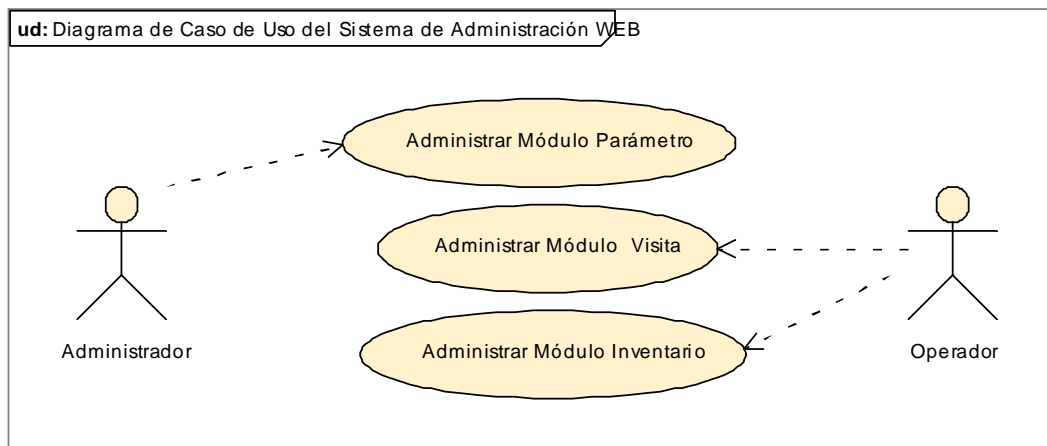 ud: Diagrama de Caso de Uso del Sistema de Administración WEB
Administrar Módulo Parámetro
Administrar Módulo Visita
Administrar Módulo Inventario
Administrador
Operador